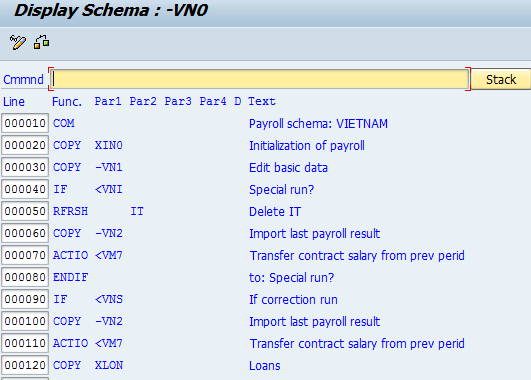 Display Schema : -VN0
Cmmnd Stack
Line Func. Par1 Par2 Par3 Par4 D Text
000010 COM Payroll schema: VIETNAM
000020 COPY XIN0 Initialization of payroll
000030 COPY -VN1 Edit basic data
000040 IF <VNI Special run?
000050 RFRSH IT Delete IT
000060 COPY -VN2 Import last payroll result
000070 ACTIO <VM7 Transfer contract salary from prev perid
000080 ENDIF to: Special run?
000090 IF <VNS If correction run
000100 COPY -VN2 Import last payroll result
000110 ACTIO <VM7 Transfer contract salary from prev perid
000120 COPY XLON Loans